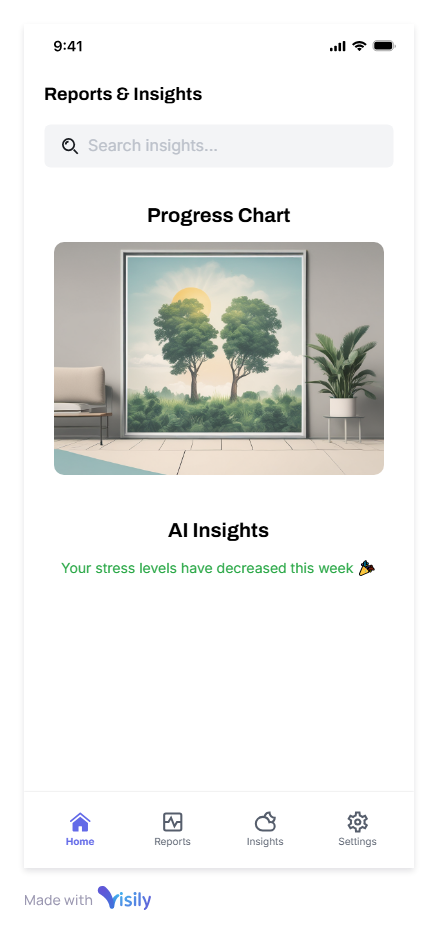 9:41
Reports & Insights
Search insights...
Progress Chart
AI Insights
Your stress levels have decreased this week 🎉
Home Reports Insights Settings
Made with Visily